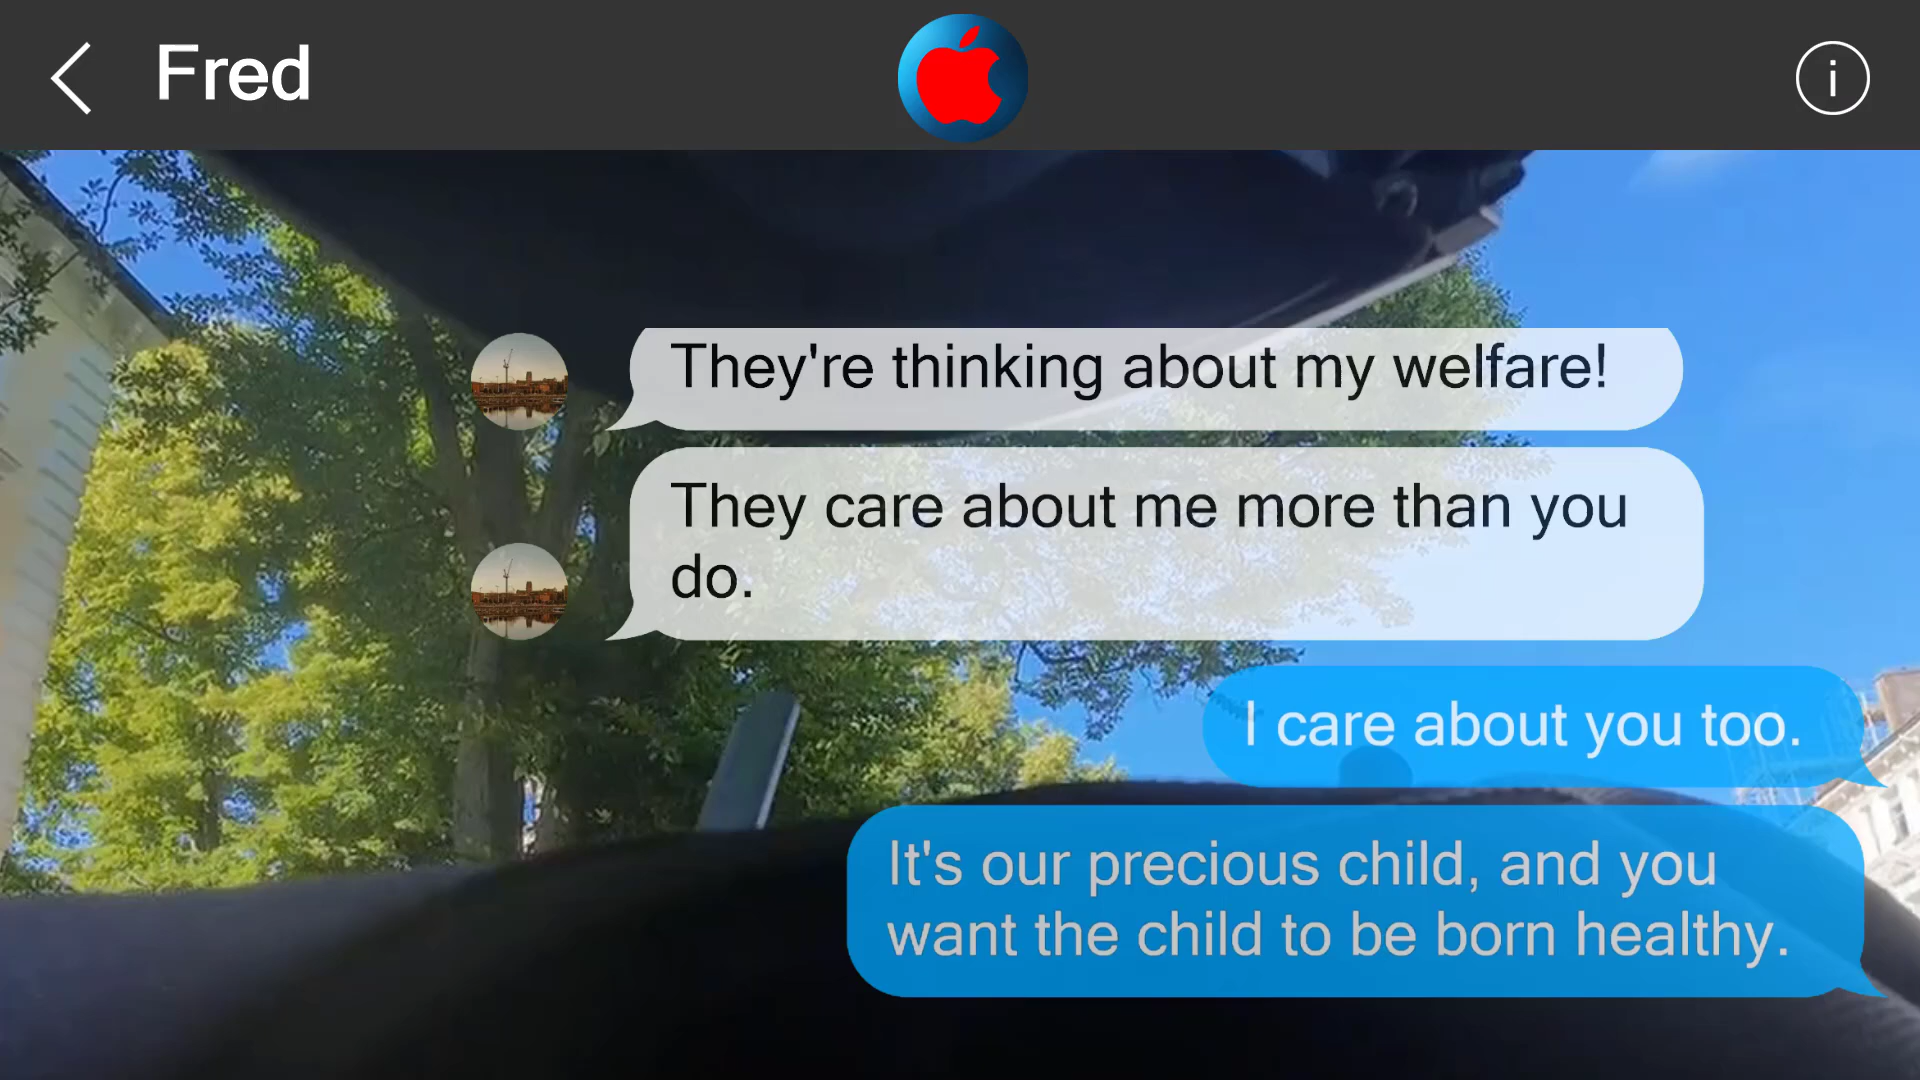 Fred
i
They're thinking about my welfare!
They care about me more than you
do.
I care about you too.
It's our precious child, and you
want the child to be born healthy.